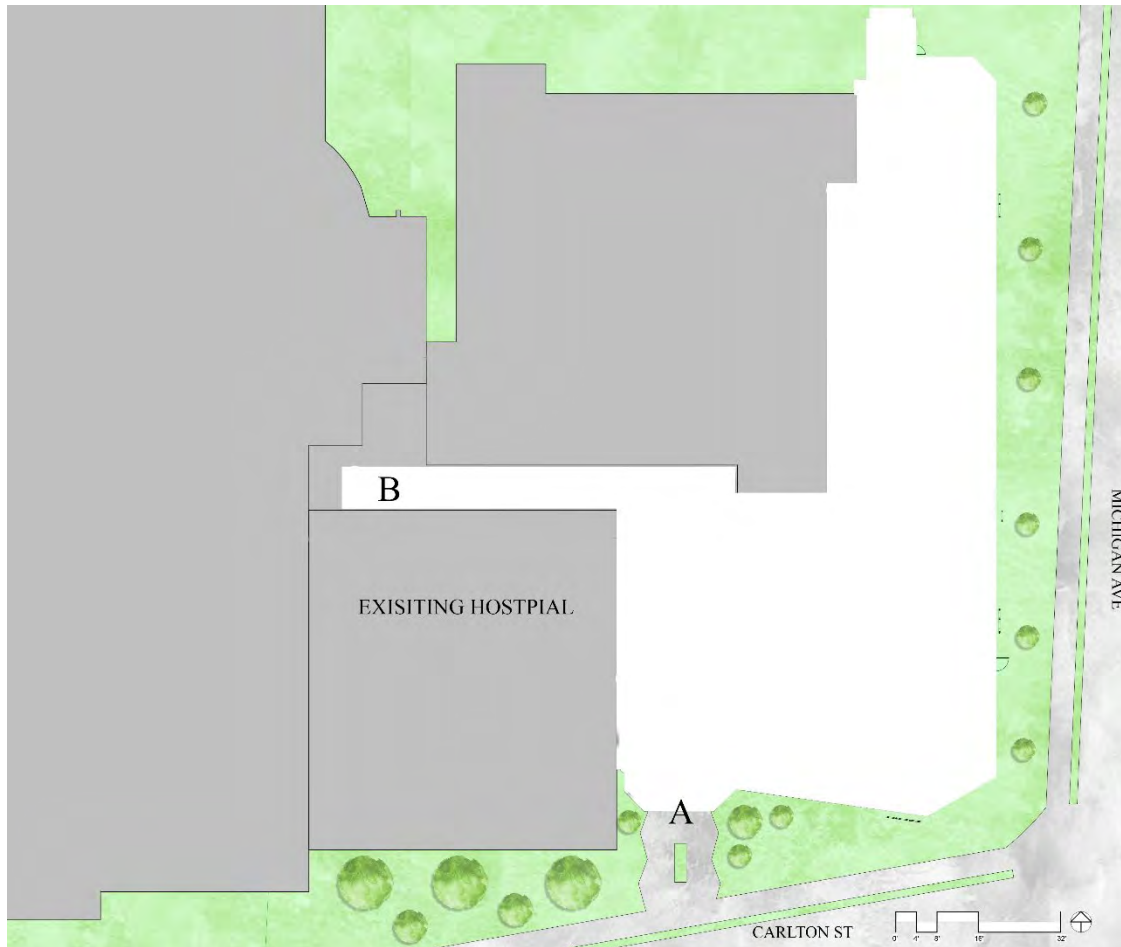 B
EXISITING HOSTPIAL
MICHIGAN AVE
A
CARLTON ST
0' 4' 8' 16' 32'